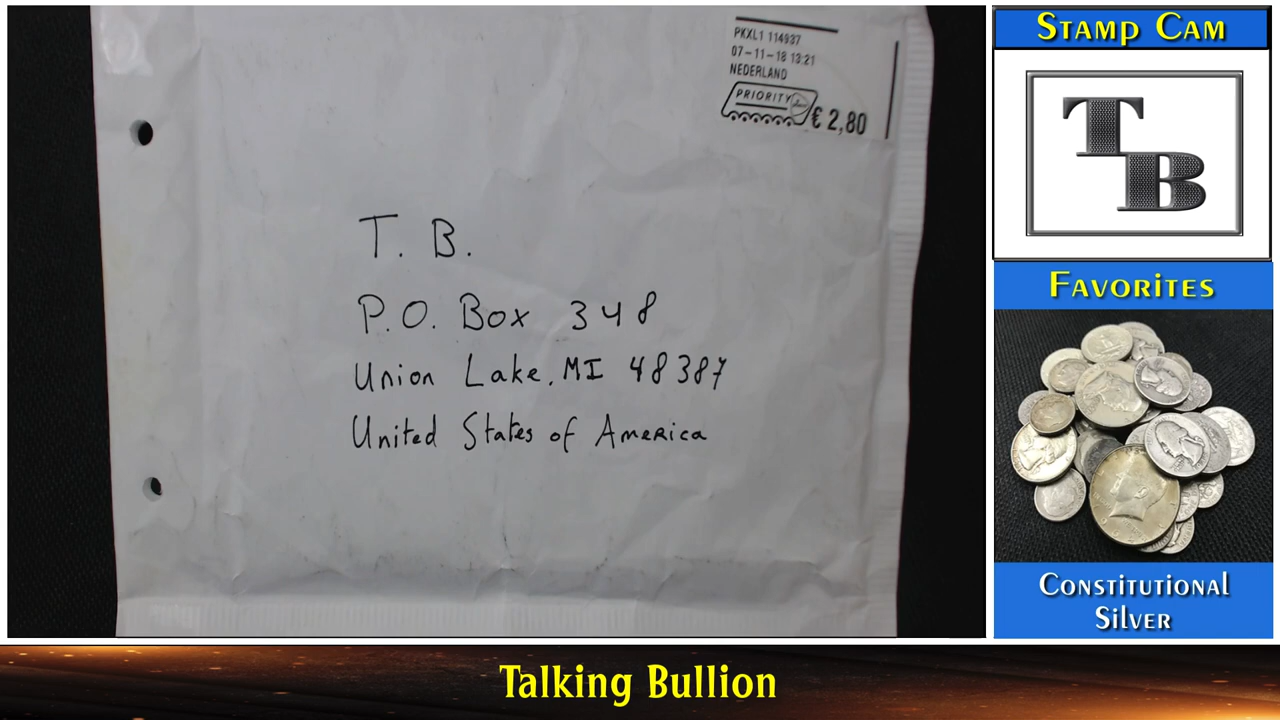 PKXL1 114937
07-11-18 13:21
NEDERLAND
PRIORITY
€ 2,80
T. B.
P.O. Box 348
Union Lake, MI 48387
United States of America
STAMP CAM
TB
FAVORITES
CONSTITUTIONAL
SILVER
Talking Bullion